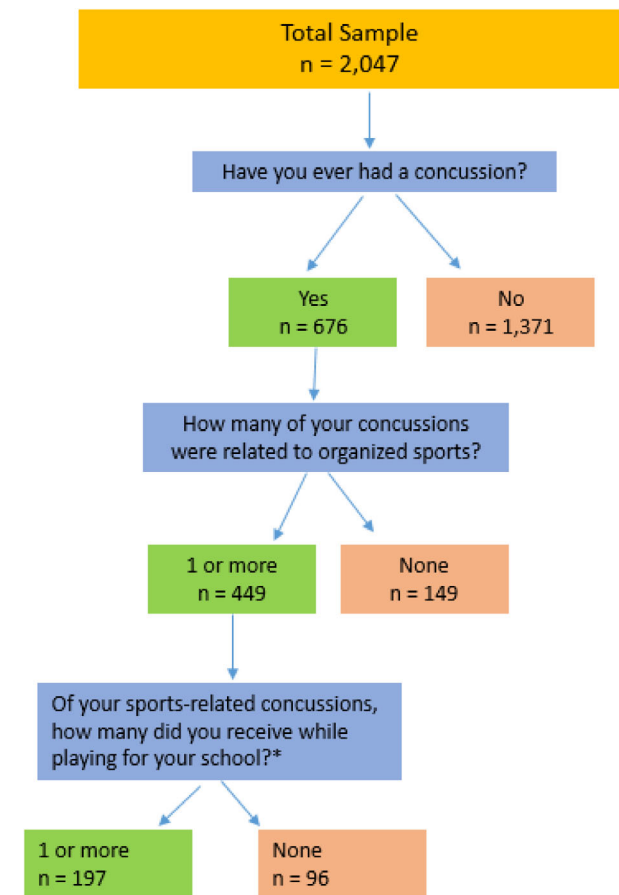 Total Sample
n = 2,047
Have you ever had a concussion?
Yes
n = 676
No
n = 1,371
How many of your concussions
were related to organized sports?
1 or more
n = 449
None
n = 149
Of your sports-related concussions,
how many did you receive while
playing for your school?*
1 or more
n = 197
None
n = 96